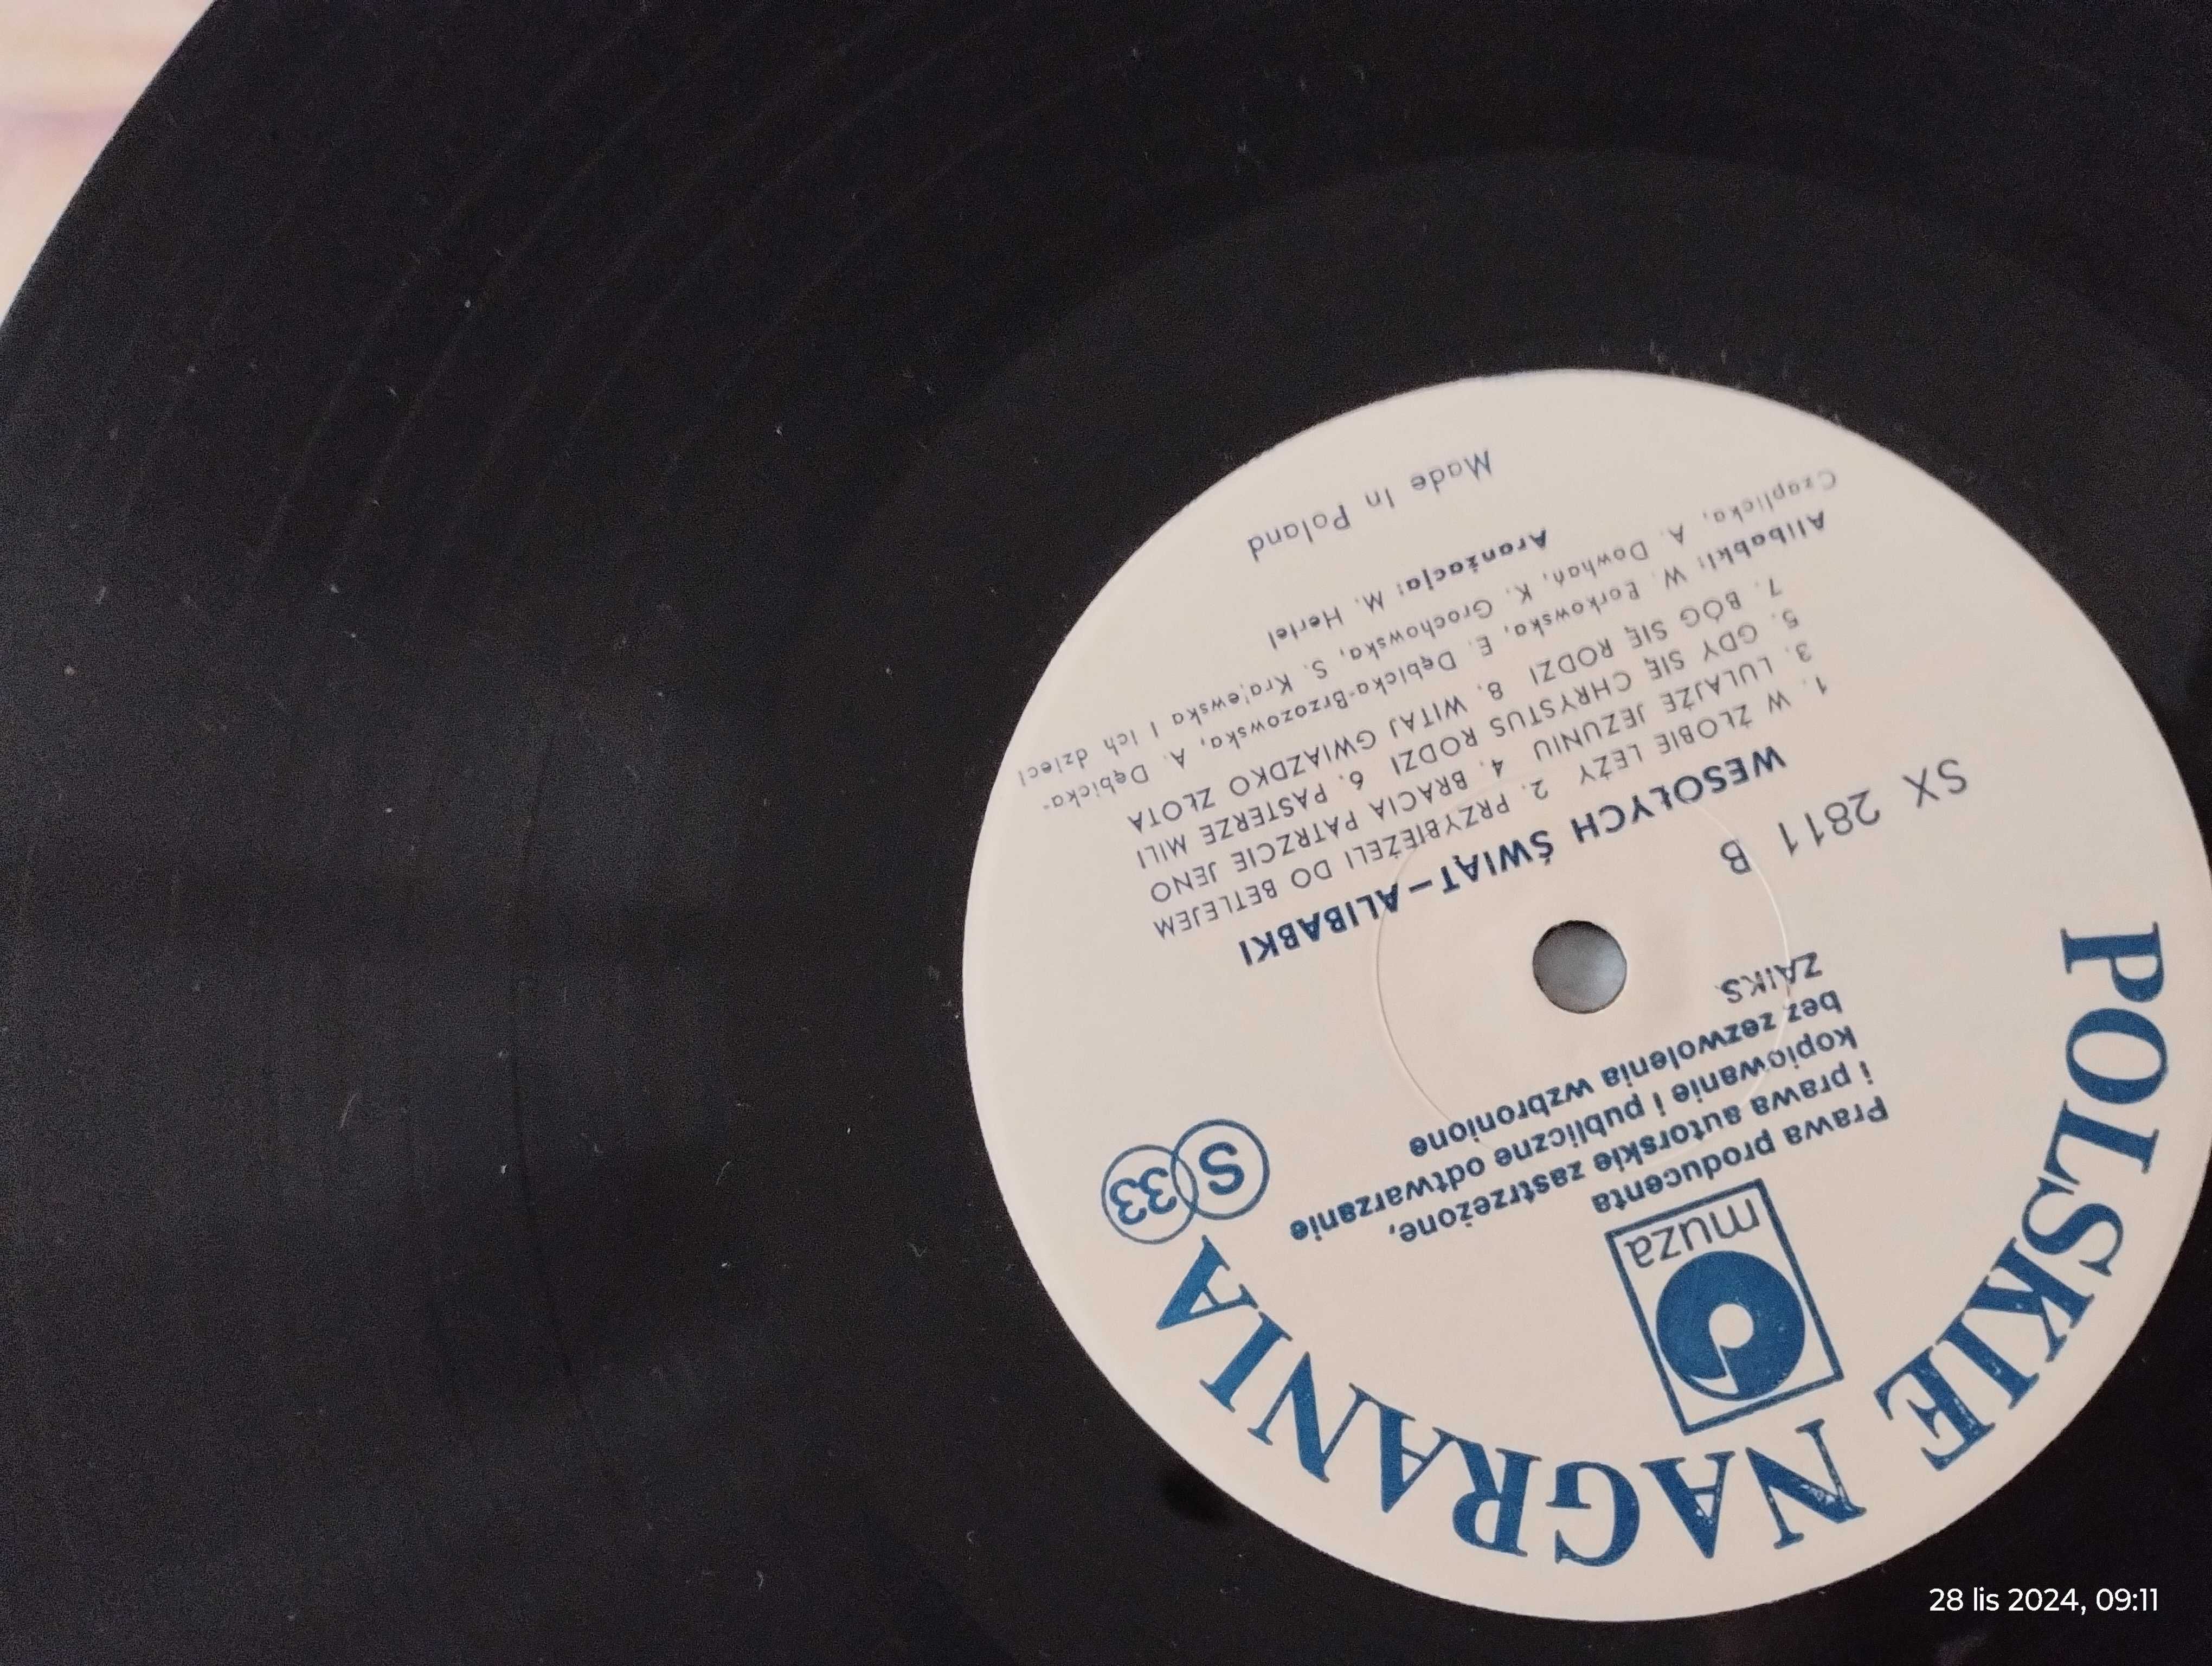 POLSKIE NAGRANIA
muza
S 33
Prawa producenta
i prawa autorskie zastrzeżone,
kopiowanie i publiczne odtwarzanie
bez zezwolenia wzbronione
ZAIKS
SX 2811 B
WESOŁYCH ŚWIĄT—ALIBABKI
1. W ŻŁOBIE LEŻY 2. PRZYBIEŻELI DO BETLEJEM
3. LULAJŻE JEZUNIU 4. BRACIA PATRZCIE JENO
5. GDY SIĘ CHRYSTUS RODZI 6. PASTERZE MILI
7. BÓG SIĘ RODZI 8. WITAJ GWIAZDKO ZŁOTA
Alibabki: W. Borkowska, E. Dębicka-Brzozowska, A. Dębicka-
Czaplicka, A. Dowhań, K. Grochowska, S. Krajewska i ich dzieci
Aranżacja: M. Hertel
Made in Poland
28 lis 2024, 09:11